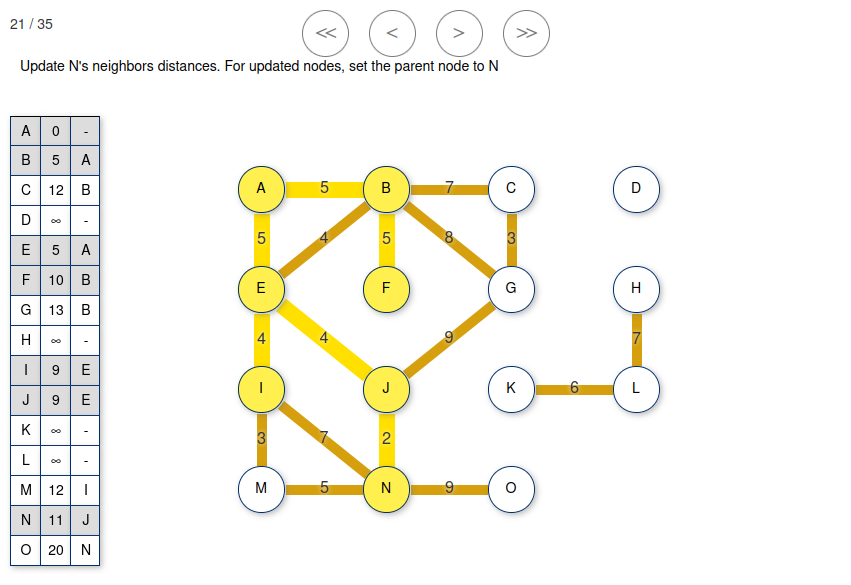 21 / 35
<< < > >>
Update N's neighbors distances. For updated nodes, set the parent node to N
A 0 -
B 5 A
C 12 B
D ∞ -
E 5 A
F 10 B
G 13 B
H ∞ -
I 9 E
J 9 E
K ∞ -
L ∞ -
M 12 I
N 11 J
O 20 N
A 5 B 7 C D
5 4 5 8 3
E F G H
4 4 9 7
I J K 6 L
3 7 2
M 5 N 9 O